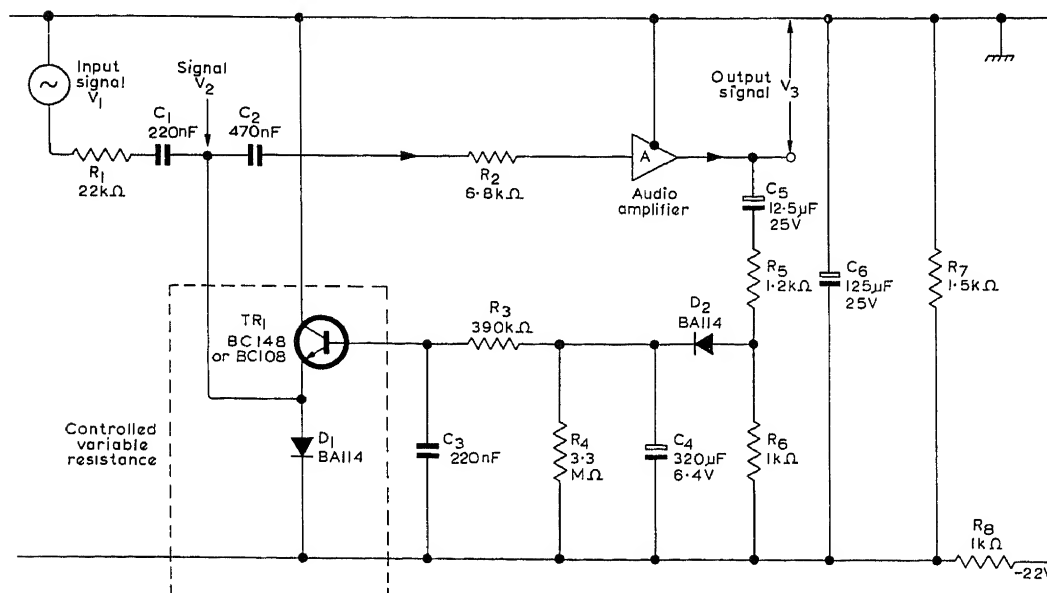 Input
signal
V1
Signal
V2
C1
220nF
C2
470nF
R1
22kΩ
R2
6·8kΩ
A
Audio
amplifier
Output
signal
V3
C5
12·5µF
25V
R5
1·2kΩ
C6
125µF
25V
R7
1·5kΩ
TR1
BC148
or BC108
R3
390kΩ
D2
BA114
Controlled
variable
resistance
D1
BA114
C3
220nF
R4
3·3
MΩ
C4
320µF
6·4V
R6
1kΩ
R8
1kΩ
-22V